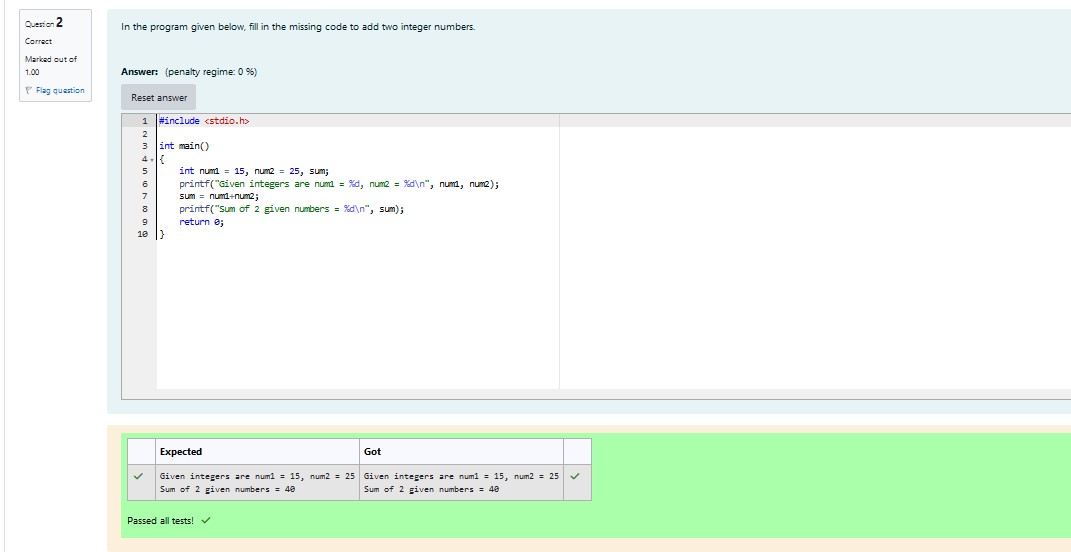 Question 2
Correct
Marked out of
1.00
Flag question
In the program given below, fill in the missing code to add two integer numbers.
Answer: (penalty regime: 0 %)
Reset answer
1 #include <stdio.h>
2
3 int main()
4 {
5 int num1 = 15, num2 = 25, sum;
6 printf("Given integers are num1 = %d, num2 = %d\n", num1, num2);
7 sum = num1+num2;
8 printf("Sum of 2 given numbers = %d\n", sum);
9 return 0;
10 }
Expected Got
Given integers are num1 = 15, num2 = 25 Given integers are num1 = 15, num2 = 25
Sum of 2 given numbers = 40 Sum of 2 given numbers = 40
Passed all tests!